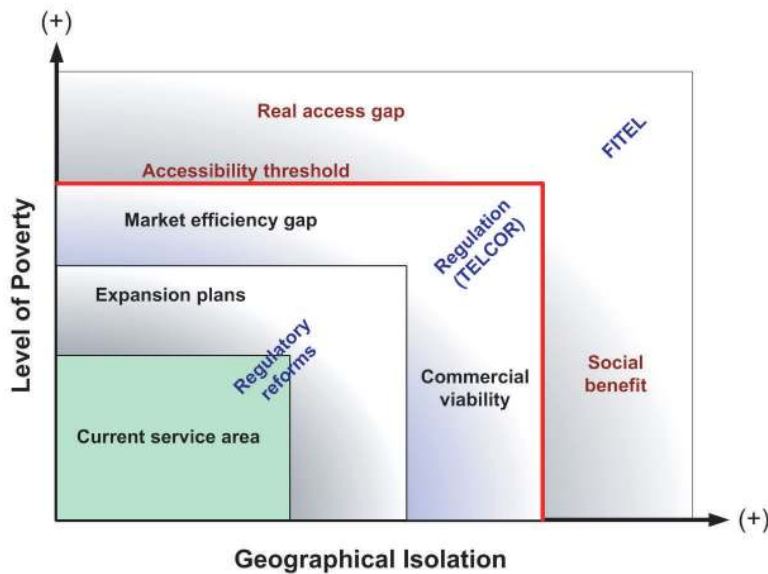 (+)
Real access gap
FITEL
Accessibility threshold
Market efficiency gap
Regulation
(TELCOR)
Level of Poverty
Expansion plans
Regulatory
reforms
Commercial
viability
Social
benefit
Current service area
(+)
Geographical Isolation